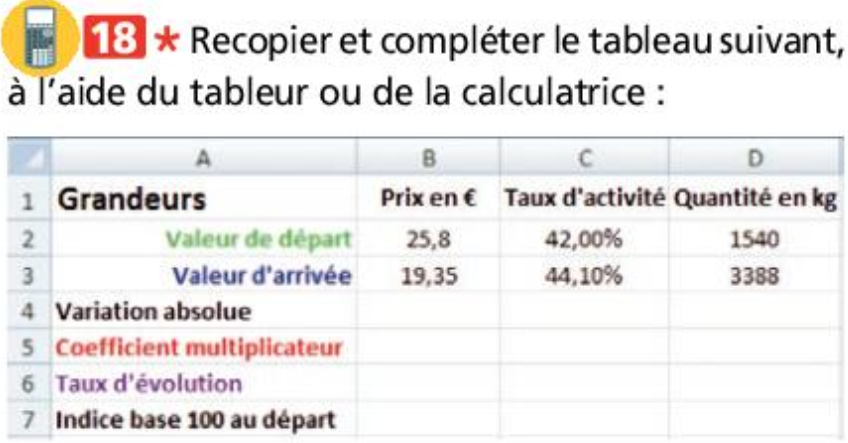 18 * Recopier et compléter le tableau suivant,
à l'aide du tableur ou de la calculatrice :
A B C D
1 Grandeurs Prix en € Taux d'activité Quantité en kg
2 Valeur de départ 25,8 42,00% 1540
3 Valeur d'arrivée 19,35 44,10% 3388
4 Variation absolue
5 Coefficient multiplicateur
6 Taux d'évolution
7 Indice base 100 au départ